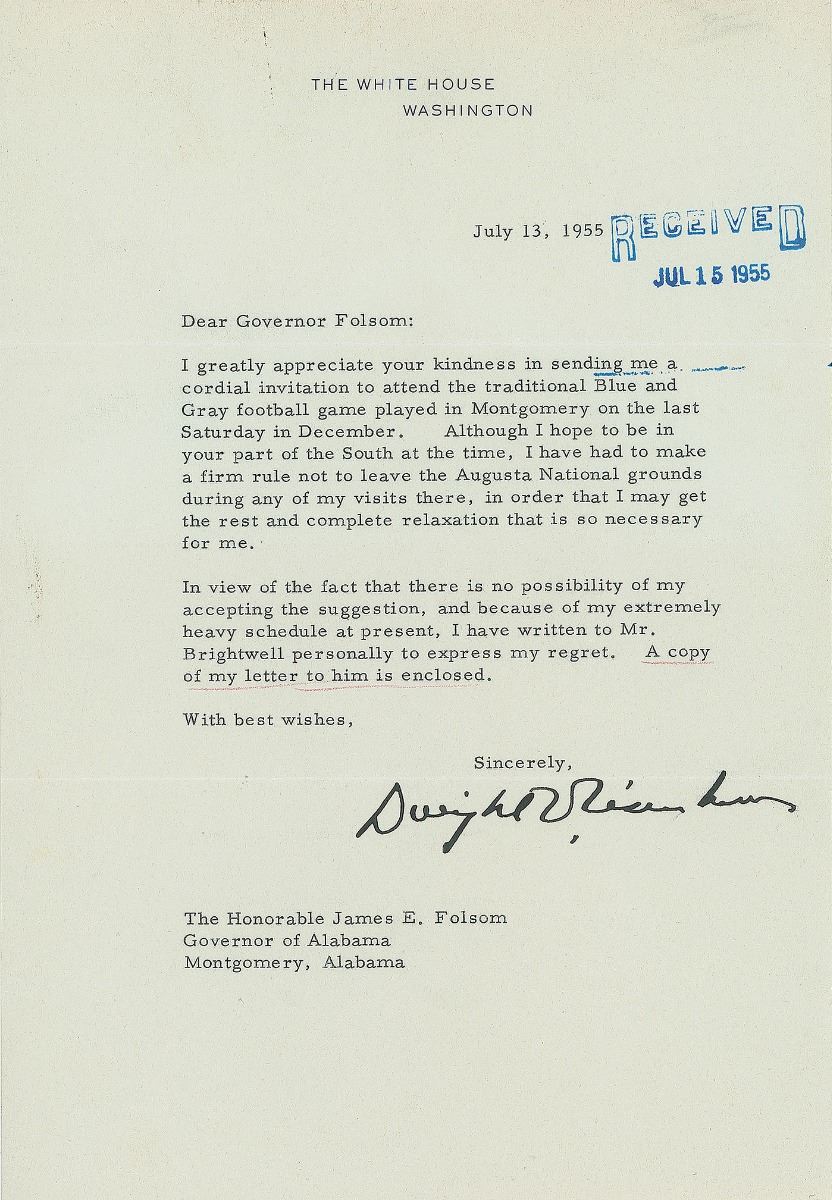 THE WHITE HOUSE
WASHINGTON
July 13, 1955
RECEIVED
JUL 15 1955
Dear Governor Folsom:
I greatly appreciate your kindness in sending me a
cordial invitation to attend the traditional Blue and
Gray football game played in Montgomery on the last
Saturday in December. Although I hope to be in
your part of the South at the time, I have had to make
a firm rule not to leave the Augusta National grounds
during any of my visits there, in order that I may get
the rest and complete relaxation that is so necessary
for me.
In view of the fact that there is no possibility of my
accepting the suggestion, and because of my extremely
heavy schedule at present, I have written to Mr.
Brightwell personally to express my regret. A copy
of my letter to him is enclosed.
With best wishes,
Sincerely,
Dwight D Eisenhower
The Honorable James E. Folsom
Governor of Alabama
Montgomery, Alabama